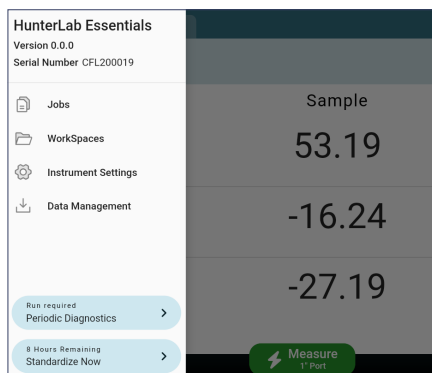 HunterLab Essentials
Version 0.0.0
Serial Number CFL200019
Jobs
WorkSpaces
Instrument Settings
Data Management
Run required
Periodic Diagnostics
8 Hours Remaining
Standardize Now
Sample
53.19
-16.24
-27.19
Measure
1" Port